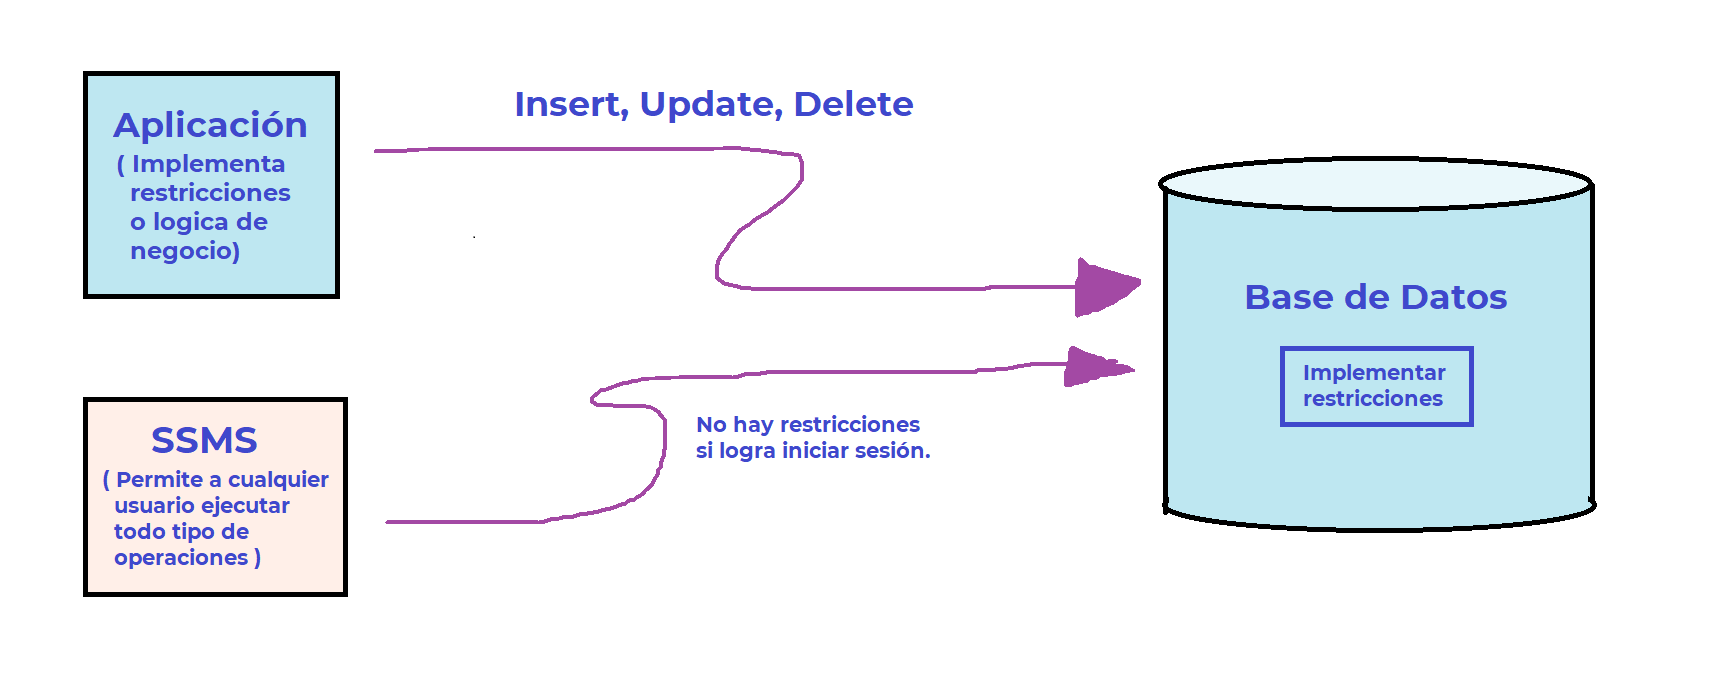 Aplicación
( Implementa
restricciones
o logica de
negocio)
Insert, Update, Delete
Base de Datos
Implementar
restricciones
SSMS
( Permite a cualquier
usuario ejecutar
todo tipo de
operaciones )
No hay restricciones
si logra iniciar sesión.